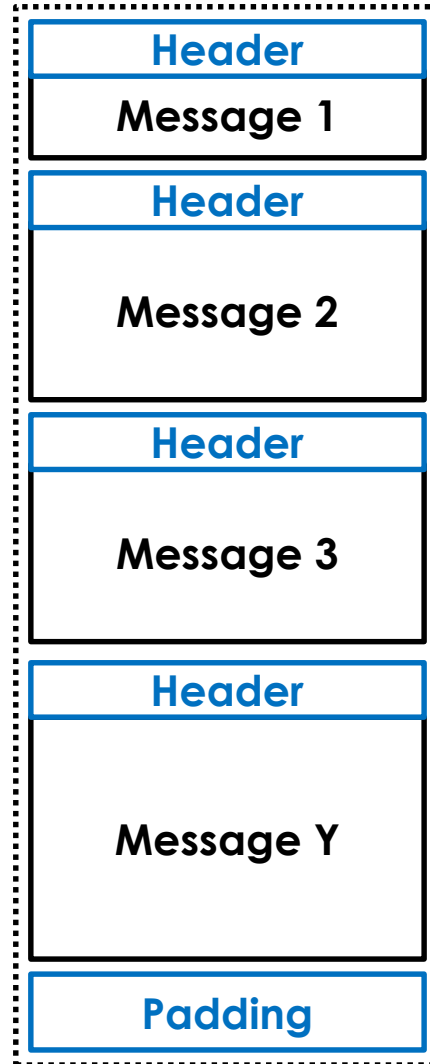 Header
Message 1
Header
Message 2
Header
Message 3
Header
Message Y
Padding